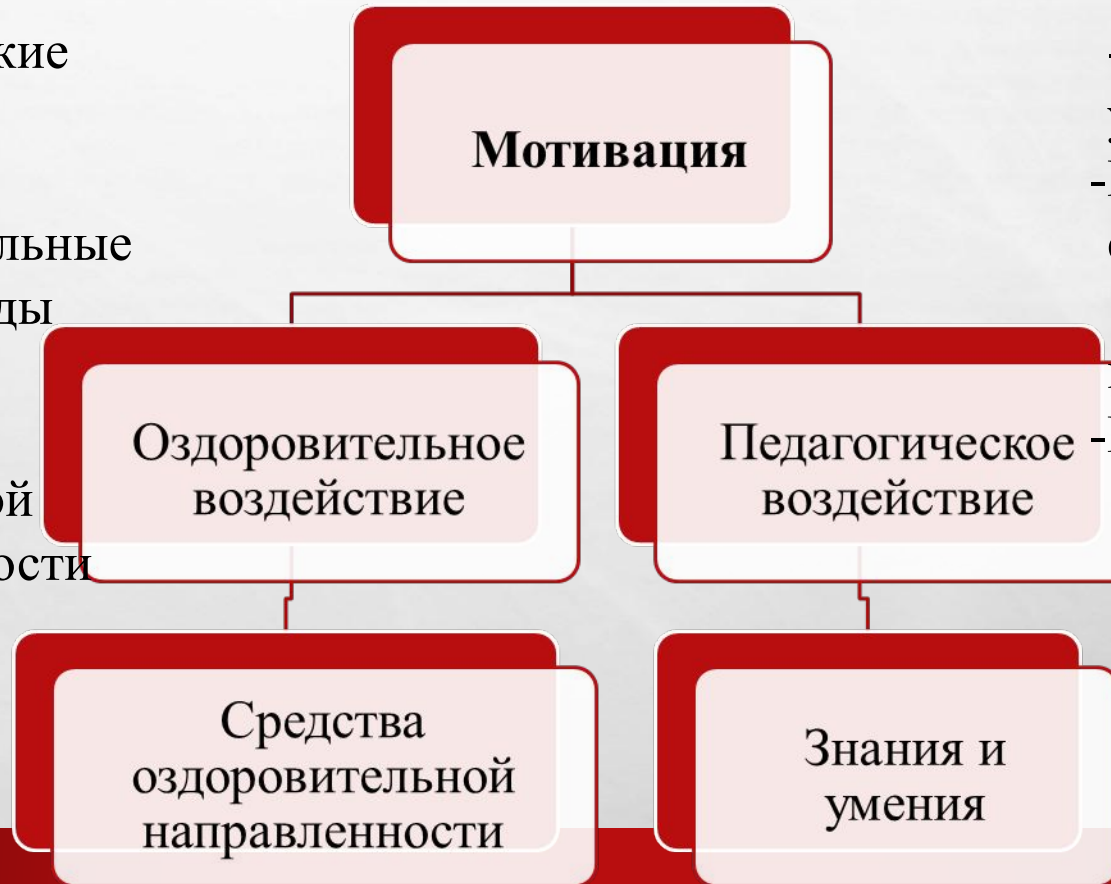 Мотивация
Оздоровительное
воздействие
Педагогическое
воздействие
Средства
оздоровительной
направленности
Знания и
умения